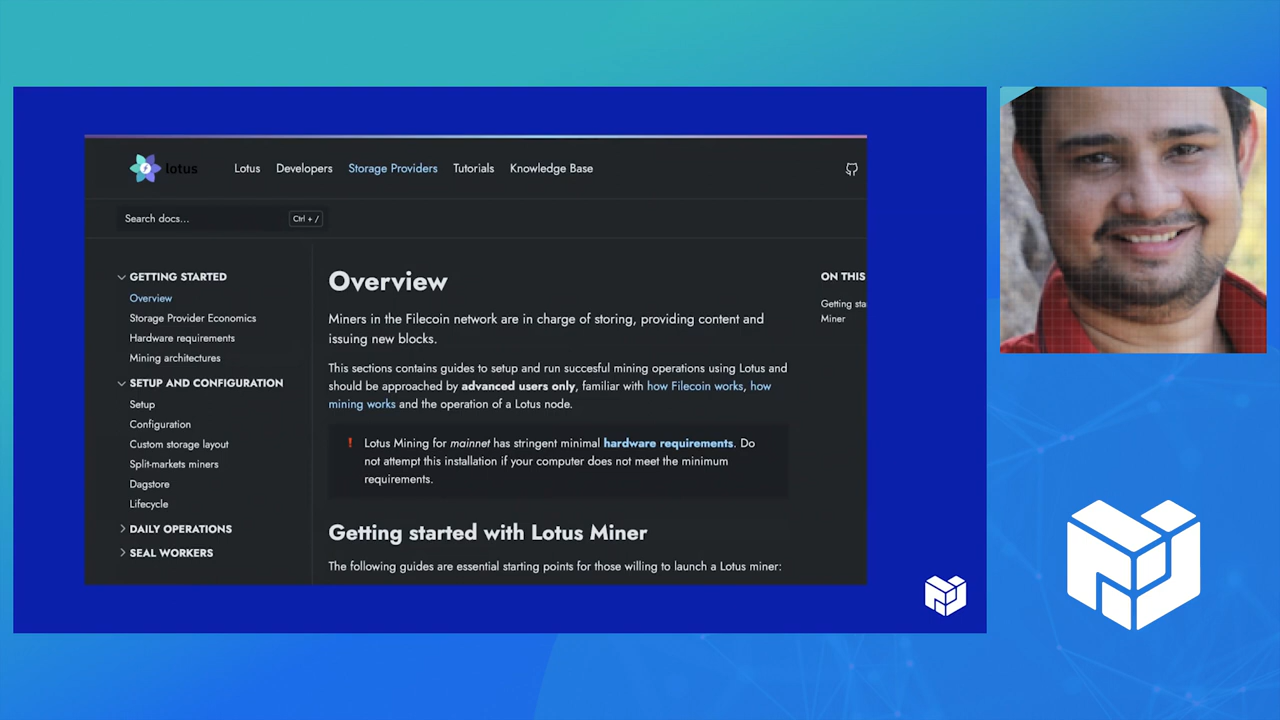 lotus
Lotus Developers Storage Providers Tutorials Knowledge Base
Search docs... Ctrl + /
GETTING STARTED
Overview
Storage Provider Economics
Hardware requirements
Mining architectures
SETUP AND CONFIGURATION
Setup
Configuration
Custom storage layout
Split-markets miners
Dagstore
Lifecycle
DAILY OPERATIONS
SEAL WORKERS
Overview
Miners in the Filecoin network are in charge of storing, providing content and
issuing new blocks.
This sections contains guides to setup and run succesful mining operations using Lotus and
should be approached by advanced users only, familiar with how Filecoin works, how
mining works and the operation of a Lotus node.
! Lotus Mining for mainnet has stringent minimal hardware requirements. Do
not attempt this installation if your computer does not meet the minimum
requirements.
Getting started with Lotus Miner
The following guides are essential starting points for those willing to launch a Lotus miner:
ON THIS
Getting sta
Miner